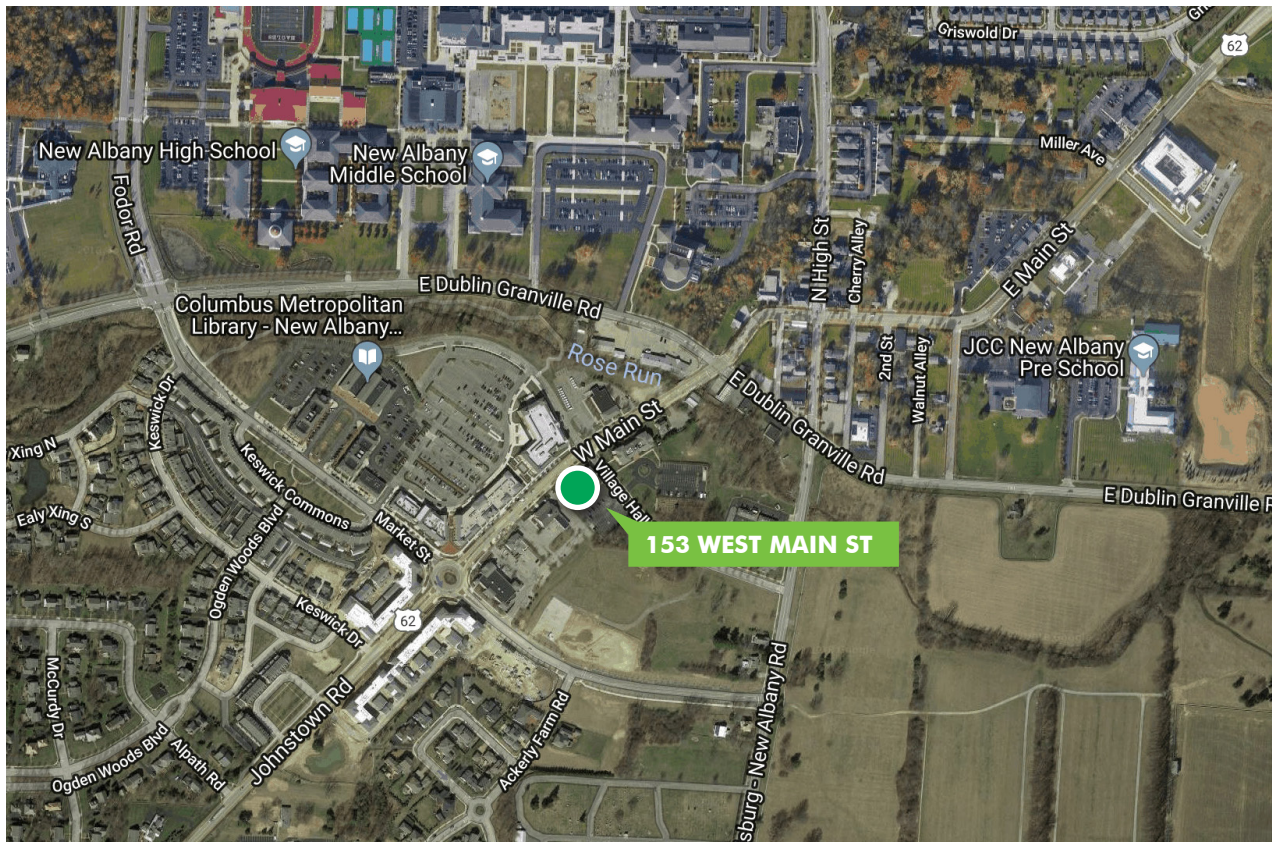 EAGLES
Griswold Dr
62
New Albany High School
New Albany
Middle School
Miller Ave
Fodor Rd
N High St
Cherry Alley
E Main St
E Dublin Granville Rd
Columbus Metropolitan
Library - New Albany...
Rose Run
2nd St
Walnut Alley
JCC New Albany
Pre School
Keswick Dr
E Dublin Granville Rd
W Main St
Xing N
Keswick Commons
Village Hall
E Dublin Granville R
Ealy Xing S
Ogden Woods Blvd
Market St
153 WEST MAIN ST
Keswick Dr
62
McCurdy Dr
Johnstown Rd
Ackerly Farm Rd
sburg - New Albany Rd
Alpath Rd
Ogden Woods Blvd